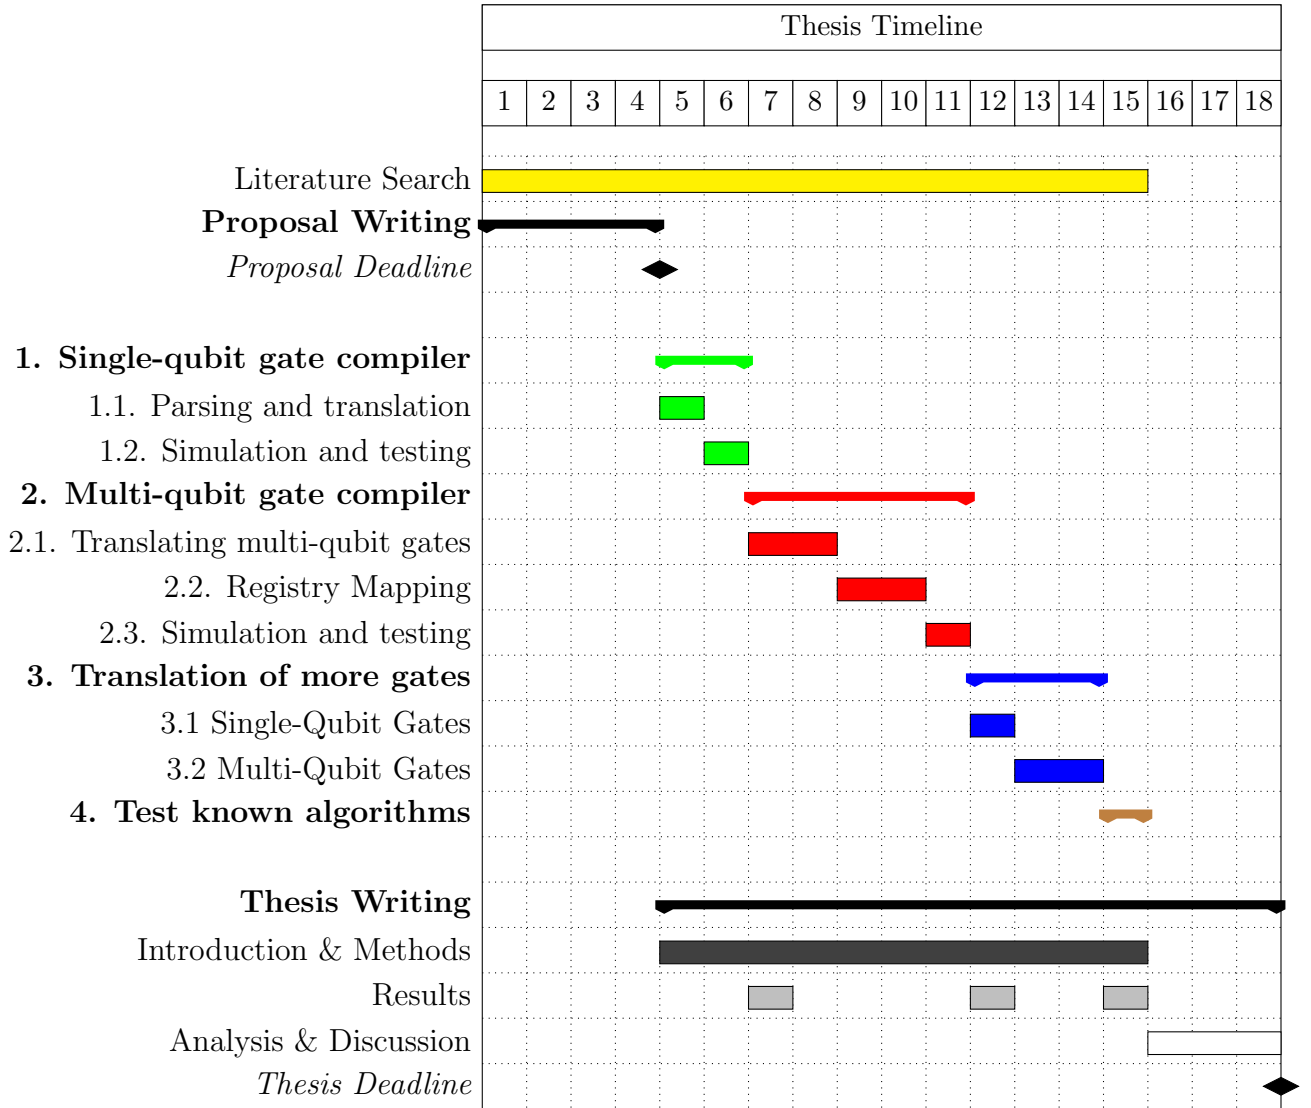 Thesis Timeline
1 2 3 4 5 6 7 8 9 10 11 12 13 14 15 16 17 18
Literature Search
Proposal Writing
Proposal Deadline
1. Single-qubit gate compiler
1.1. Parsing and translation
1.2. Simulation and testing
2. Multi-qubit gate compiler
2.1. Translating multi-qubit gates
2.2. Registry Mapping
2.3. Simulation and testing
3. Translation of more gates
3.1 Single-Qubit Gates
3.2 Multi-Qubit Gates
4. Test known algorithms
Thesis Writing
Introduction & Methods
Results
Analysis & Discussion
Thesis Deadline